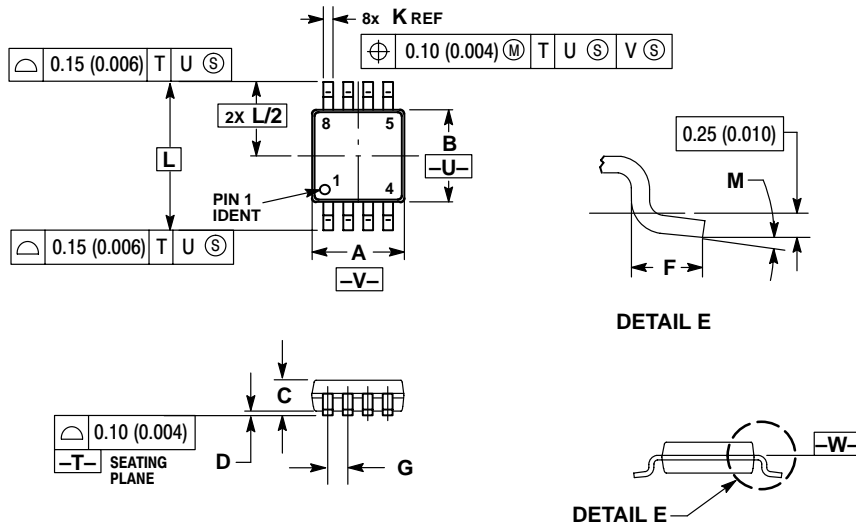 8x K REF
⌖ 0.10 (0.004) Ⓜ T U Ⓢ V Ⓢ
⌓ 0.15 (0.006) T U Ⓢ
2X L/2
8 5
B
–U–
L
PIN 1
IDENT
1 4
⌓ 0.15 (0.006) T U Ⓢ
A
–V–
0.25 (0.010)
M
F
DETAIL E
C
⌓ 0.10 (0.004)
–T– SEATING
PLANE
D
G
–W–
DETAIL E